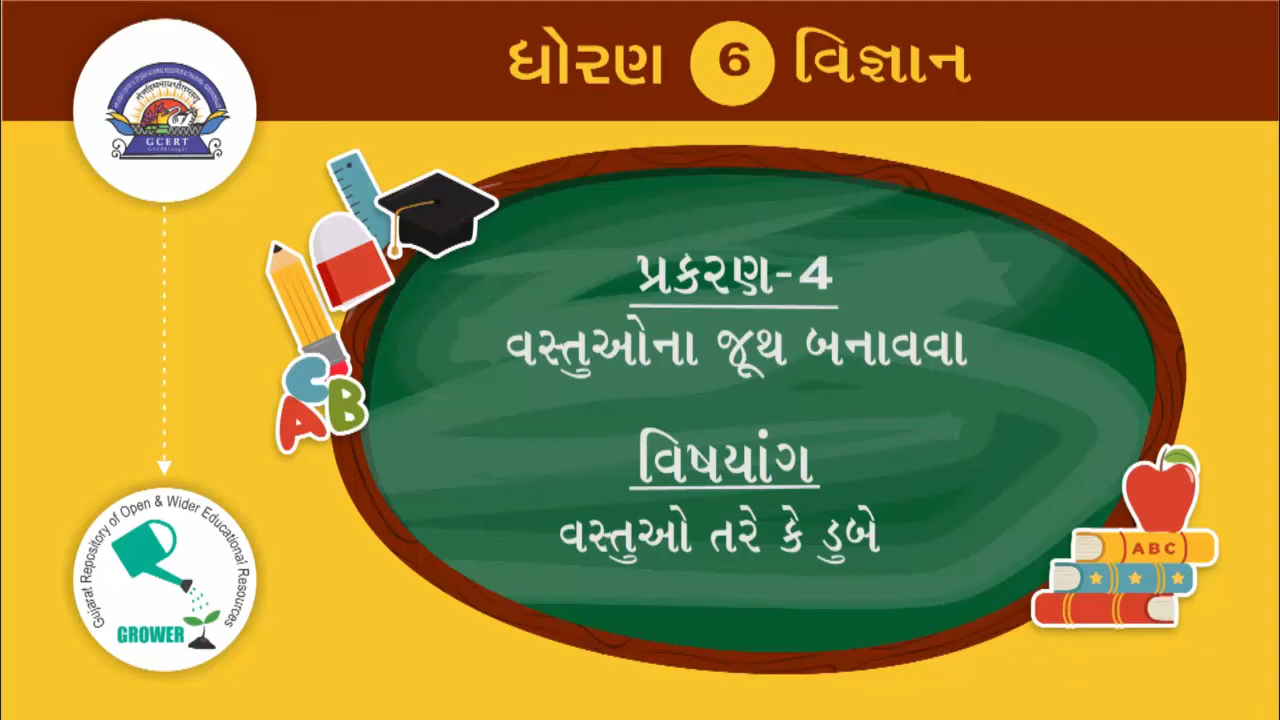 ધોરણ 6 વિજ્ઞાન
GCERT
પ્રકરણ-4
વસ્તુઓના જૂથ બનાવવા
વિષયાંગ
વસ્તુઓ તરે કે ડુબે
C
A B
Gujarat Repository of Open & Wider Educational Resources
GROWER
ABC